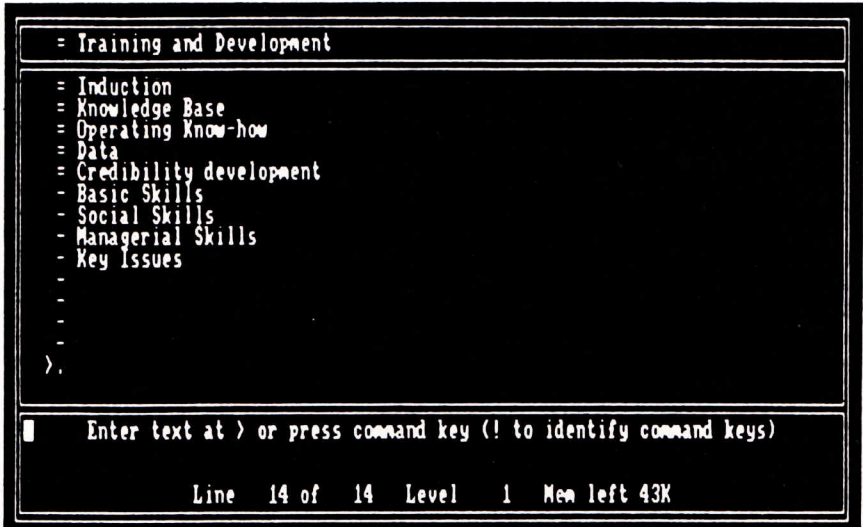 = Training and Development
= Induction
= Knowledge Base
= Operating Know-how
= Data
= Credibility development
- Basic Skills
- Social Skills
- Managerial Skills
- Key Issues
-
-
-
-
>.
Enter text at > or press command key (! to identify command keys)
Line 14 of 14 Level 1 Mem left 43K